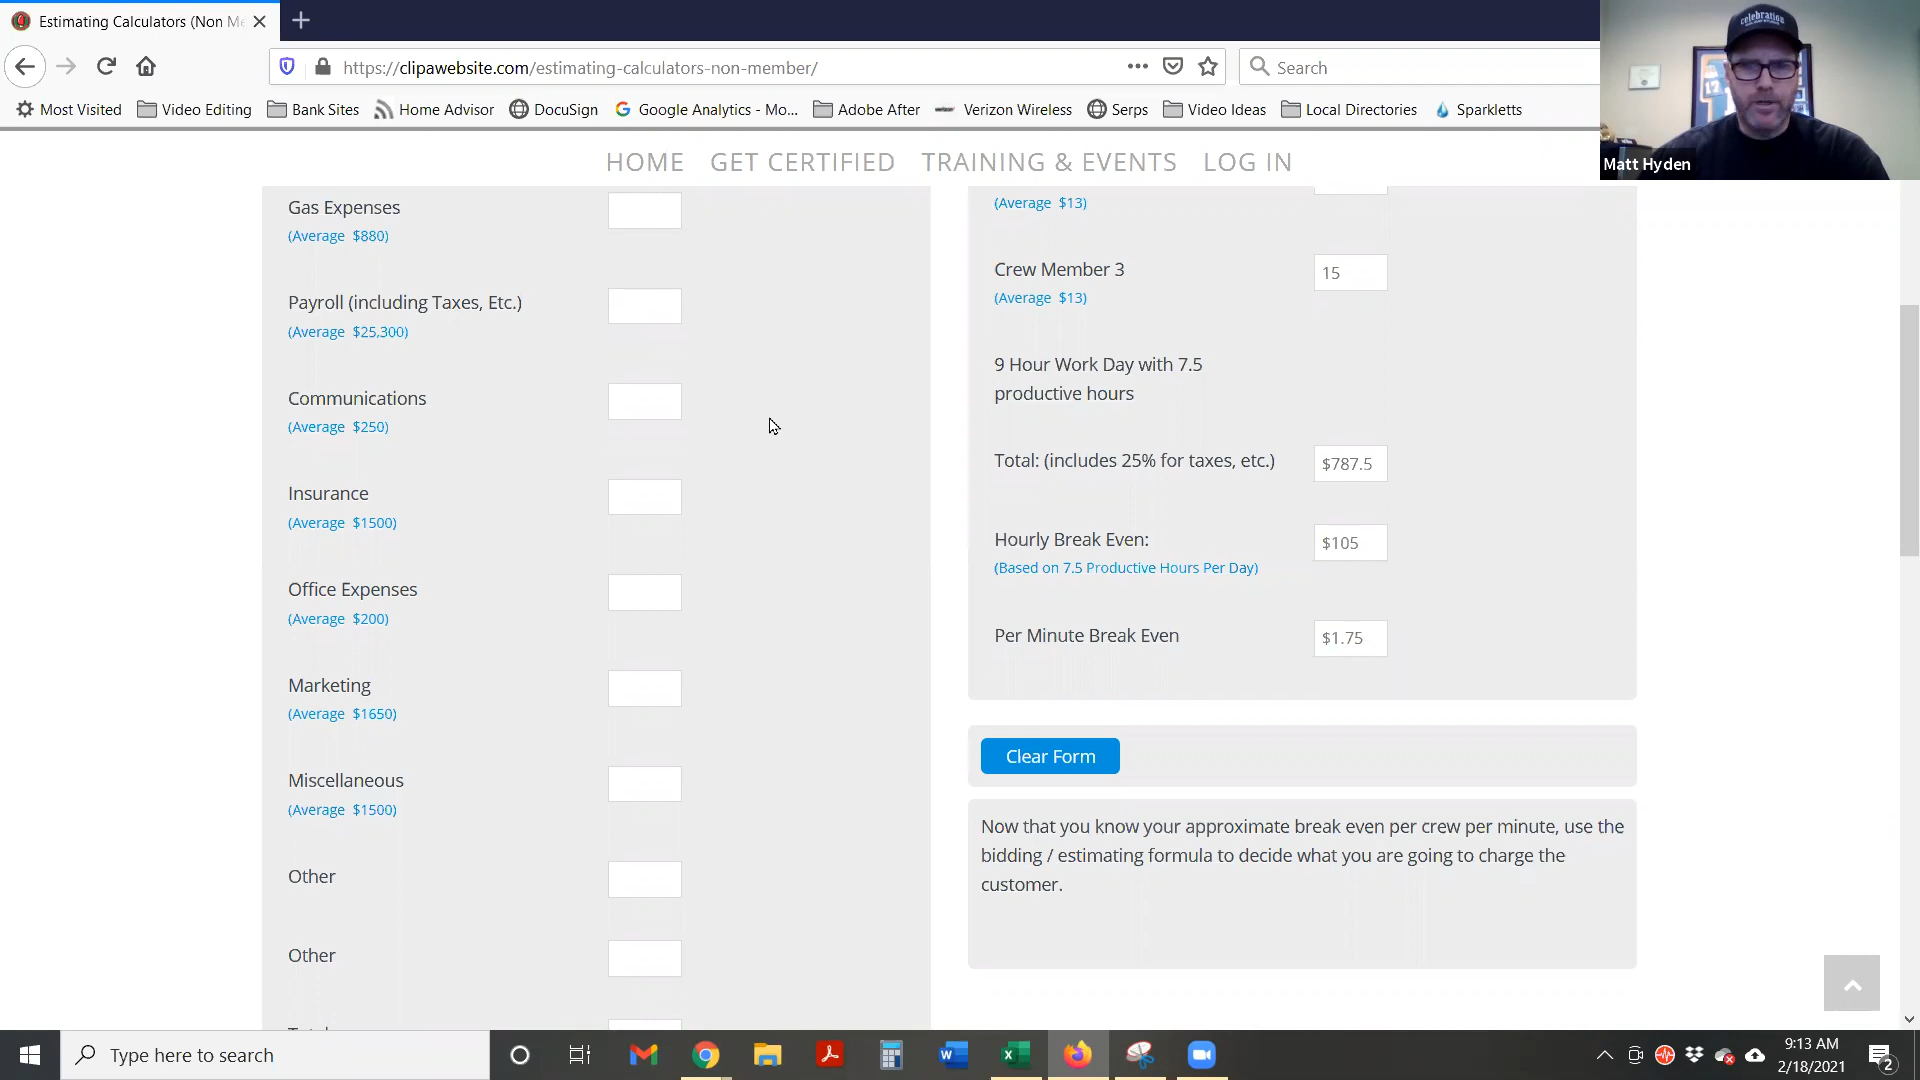 Estimating Calculators (Non Me
https://clipawebsite.com/estimating-calculators-non-member/
Search
Most Visited
Video Editing
Bank Sites
Home Advisor
DocuSign
Google Analytics - Mo...
Adobe After
Verizon Wireless
Serps
Video Ideas
Local Directories
Sparkletts
celebration
Matt Hyden
HOME
GET CERTIFIED
TRAINING & EVENTS
LOG IN
Gas Expenses
(Average $880)
Payroll (including Taxes, Etc.)
(Average $25,300)
Communications
(Average $250)
Insurance
(Average $1500)
Office Expenses
(Average $200)
Marketing
(Average $1650)
Miscellaneous
(Average $1500)
Other
Other
(Average $13)
Crew Member 3
15
(Average $13)
9 Hour Work Day with 7.5
productive hours
Total: (includes 25% for taxes, etc.)
$787.5
Hourly Break Even:
$105
(Based on 7.5 Productive Hours Per Day)
Per Minute Break Even
$1.75
Clear Form
Now that you know your approximate break even per crew per minute, use the
bidding / estimating formula to decide what you are going to charge the
customer.
Type here to search
9:13 AM
2/18/2021
2